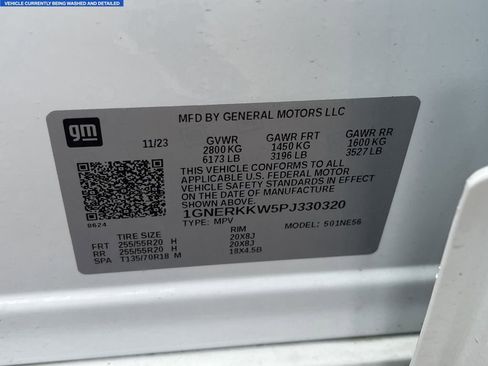 VEHICLE CURRENTLY BEING WASHED AND DETAILED
gm
MFD BY GENERAL MOTORS LLC
11/23 GVWR GAWR FRT GAWR RR
2800 KG 1450 KG 1600 KG
6173 LB 3196 LB 3527 LB
THIS VEHICLE CONFORMS TO ALL
APPLICABLE U.S. FEDERAL MOTOR
VEHICLE SAFETY STANDARDS IN
EFFECT ON THE DATE OF MANUFACTURE
SHOWN ABOVE.
1GNERKKW5PJ330320
TYPE: MPV MODEL: 501NE56
8624
TIRE SIZE RIM
FRT 255/55R20 H 20X8J
RR 255/55R20 H 20X8J
SPA T135/70R18 M 18X4.5B